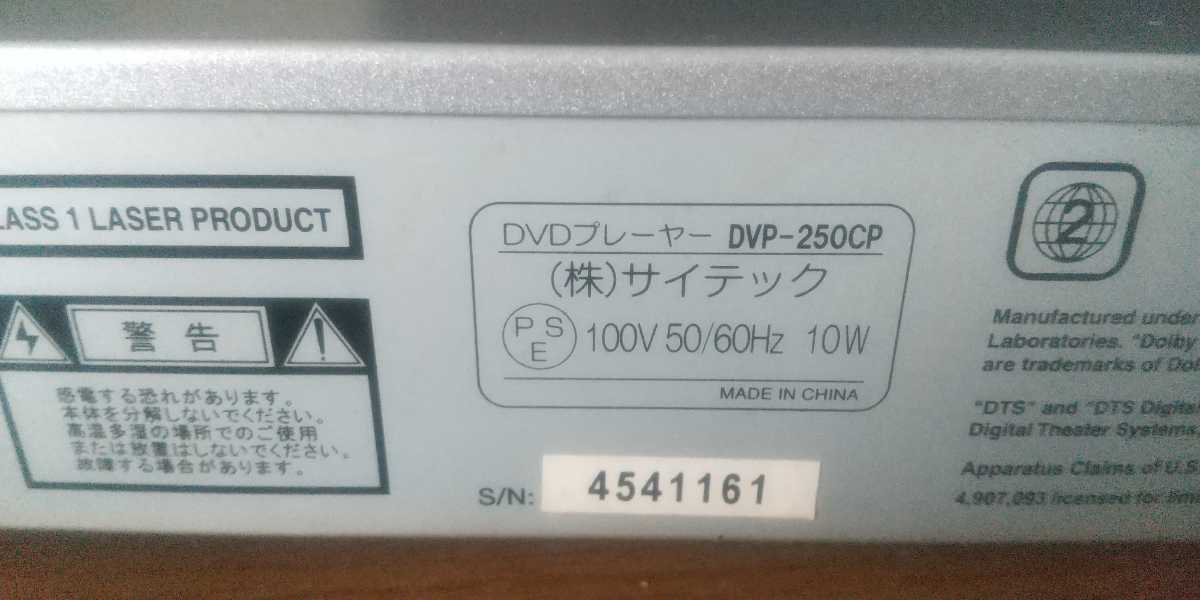 LASS 1 LASER PRODUCT
警告
感電する恐れがあります。
本体を分解しないでください。
高温多湿の場所でのご使用
または放置はしないでください。
故障する場合があります。
DVDプレーヤー DVP-250CP
(株)サイテック
PSE 100V 50/60Hz 10W
MADE IN CHINA
S/N: 4541161
2
Manufactured under
Laboratories. "Dolby
are trademarks of Dol
"DTS" and "DTS Digital
Digital Theater Systems,
Apparatus Claims of U.S
4,907,093 licensed for lim